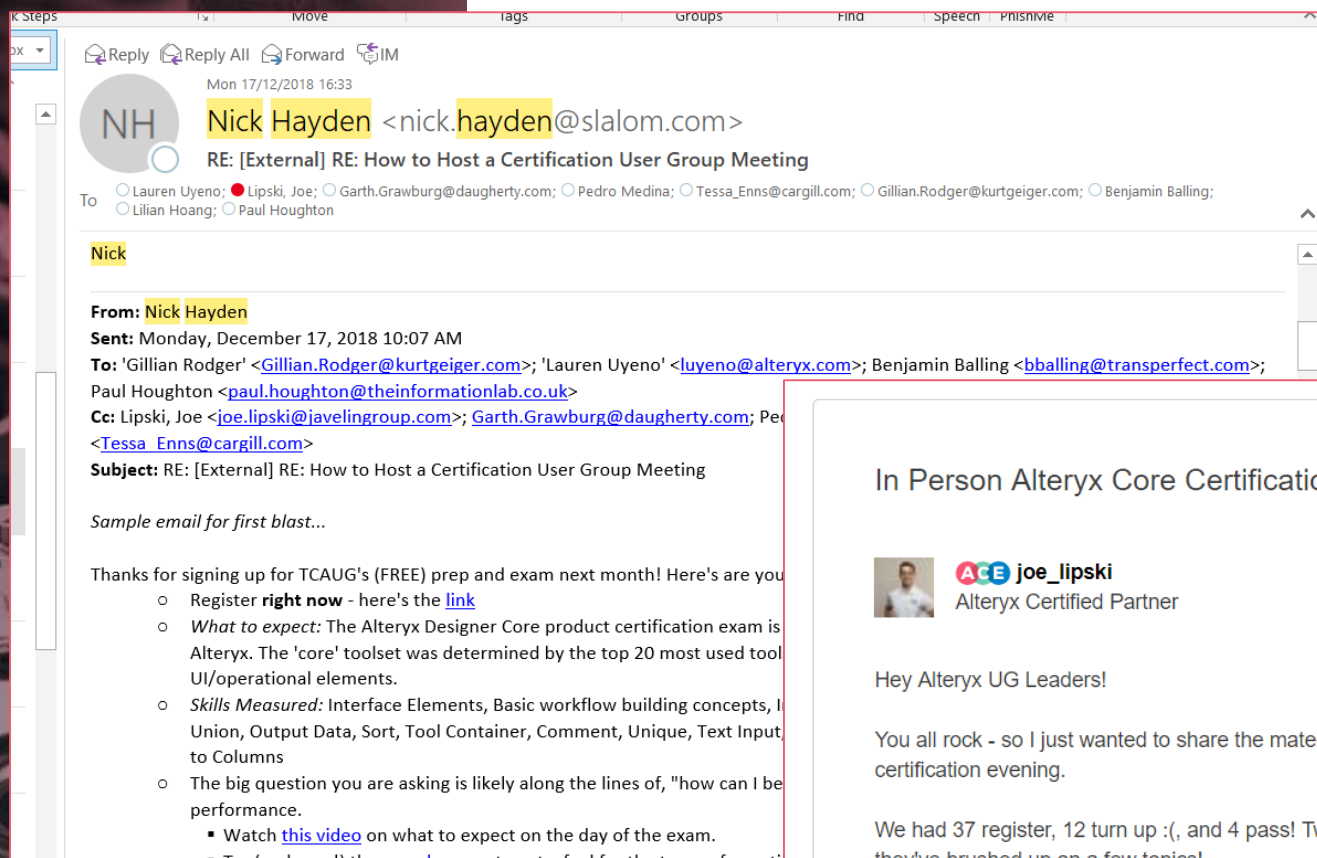 k Steps Move Tags Groups Find Speech PhishMe
Reply Reply All Forward IM
Mon 17/12/2018 16:33
NH
Nick Hayden <nick.hayden@slalom.com>
RE: [External] RE: How to Host a Certification User Group Meeting
To Lauren Uyeno; Lipski, Joe; Garth.Grawburg@daugherty.com; Pedro Medina; Tessa_Enns@cargill.com; Gillian.Rodger@kurtgeiger.com; Benjamin Balling;
Lilian Hoang; Paul Houghton
Nick
From: Nick Hayden
Sent: Monday, December 17, 2018 10:07 AM
To: 'Gillian Rodger' <Gillian.Rodger@kurtgeiger.com>; 'Lauren Uyeno' <luyeno@alteryx.com>; Benjamin Balling <bballing@transperfect.com>;
Paul Houghton <paul.houghton@theinformationlab.co.uk>
Cc: Lipski, Joe <joe.lipski@javelingroup.com>; Garth.Grawburg@daugherty.com;
<Tessa_Enns@cargill.com>
Subject: RE: [External] RE: How to Host a Certification User Group Meeting
Sample email for first blast...
Thanks for signing up for TCAUG's (FREE) prep and exam next month! Here's are you
o Register right now - here's the link
o What to expect: The Alteryx Designer Core product certification exam is
Alteryx. The 'core' toolset was determined by the top 20 most used tool
UI/operational elements.
o Skills Measured: Interface Elements, Basic workflow building concepts,
Union, Output Data, Sort, Tool Container, Comment, Unique, Text Input,
to Columns
o The big question you are asking is likely along the lines of, "how can I be
performance.
▪ Watch this video on what to expect on the day of the exam.
In Person Alteryx Core Certificatio
ACE joe_lipski
Alteryx Certified Partner
Hey Alteryx UG Leaders!
You all rock - so I just wanted to share the mate
certification evening.
We had 37 register, 12 turn up :(, and 4 pass! Tw
they've brushed up on a few topics!